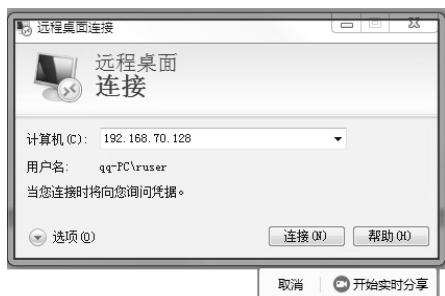 远程桌面连接
远程桌面
连接
计算机(C): 192.168.70.128
用户名: qq-PC\ruser
当您连接时将向您询问凭据。
选项(O)
连接(N) 帮助(H)
取消 开始实时分享